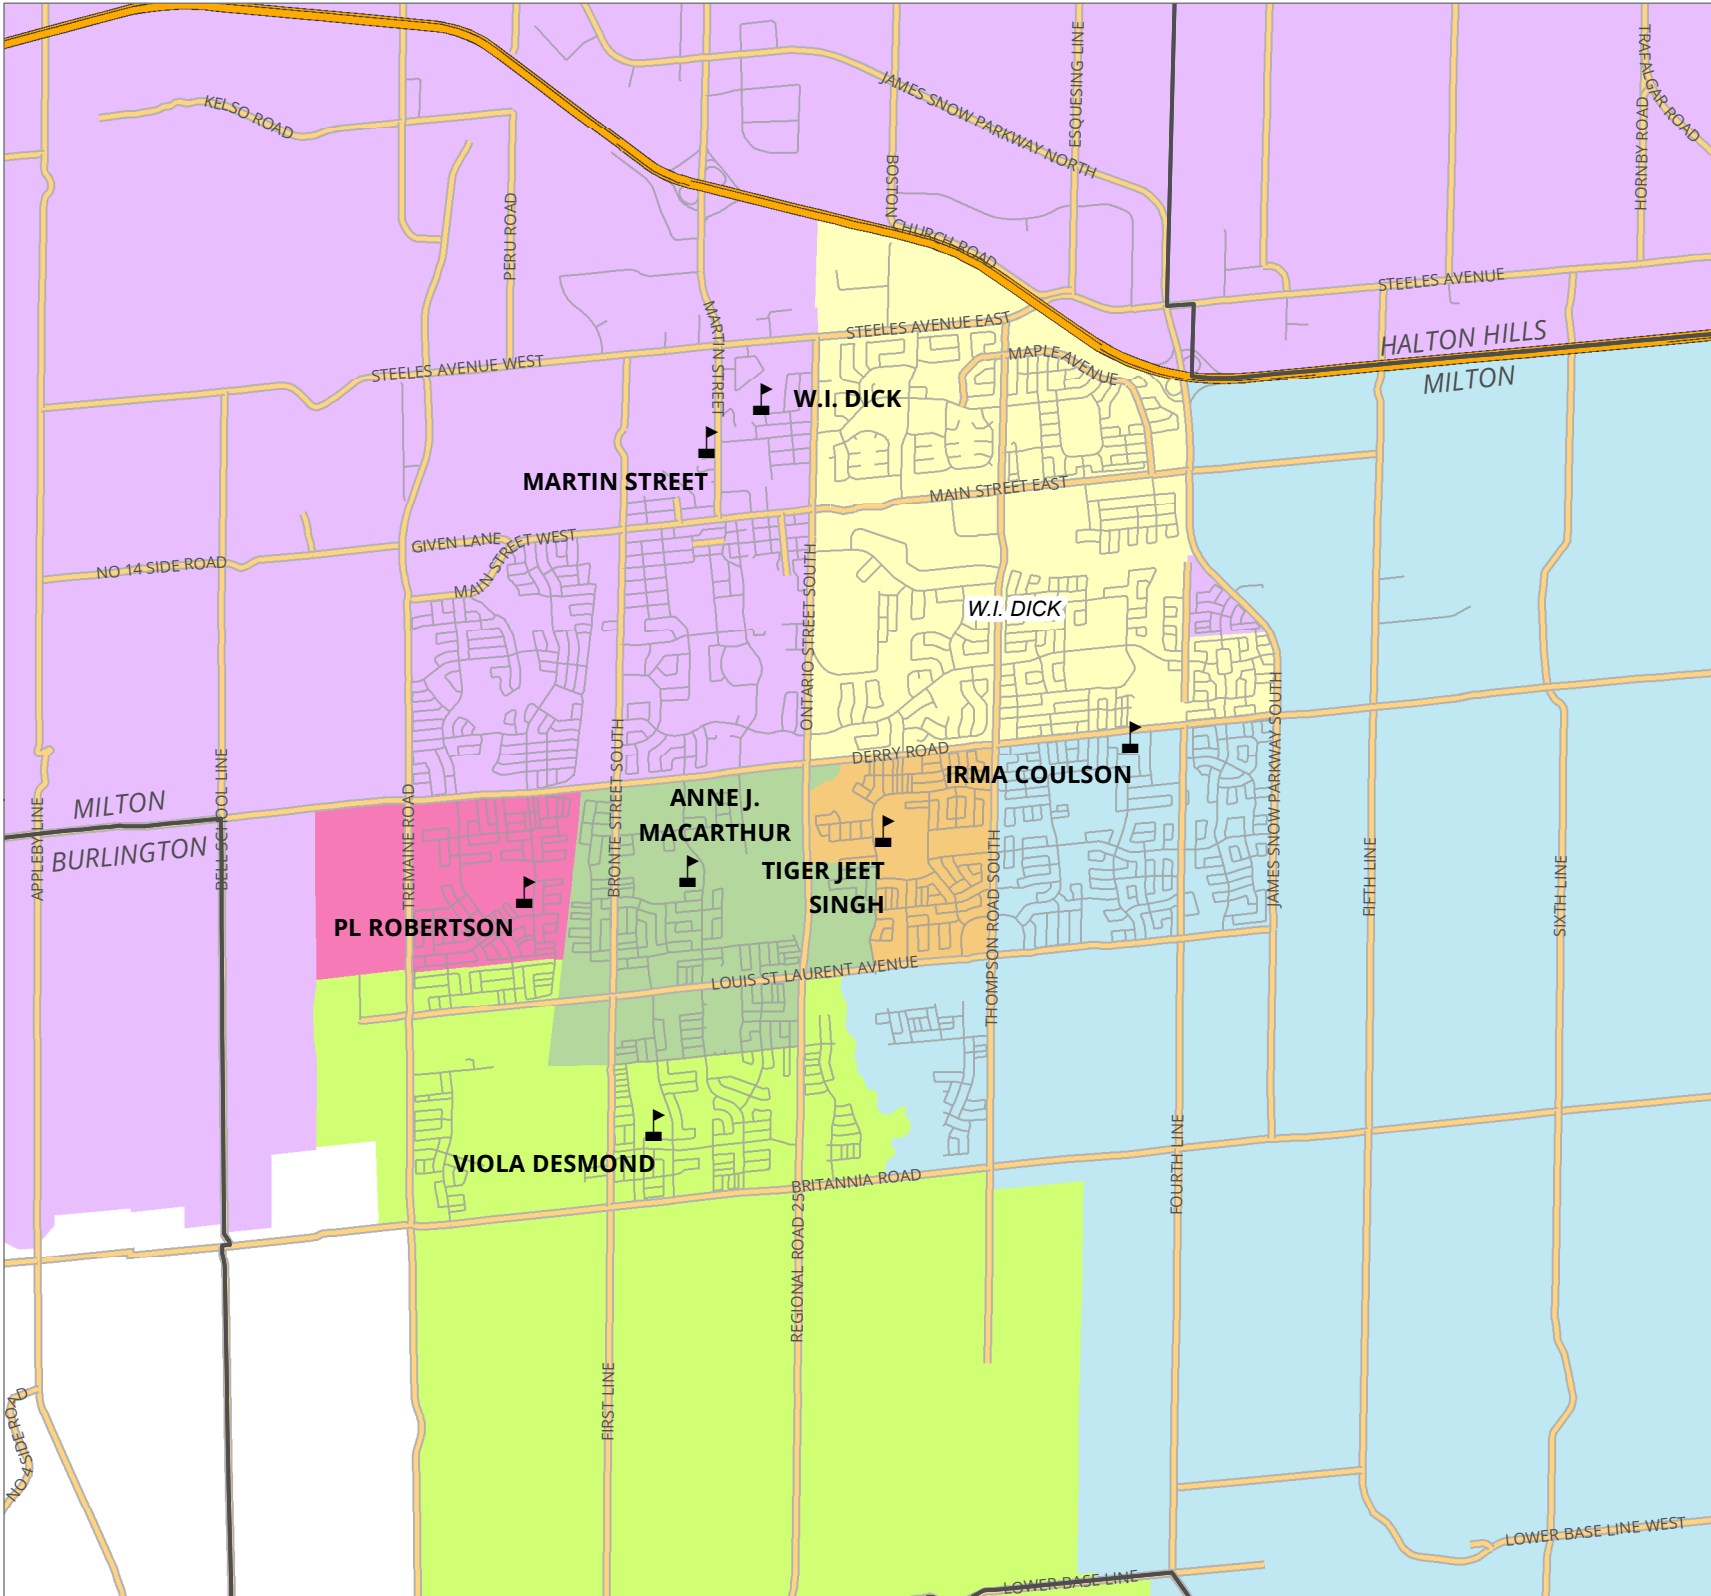 JAMES SNOW PARKWAY NORTH
ESQUESING LINE
TRAFALGAR ROAD
HORNBY ROAD
KELSO ROAD
PERU ROAD
BOSTON
CHURCH ROAD
STEELES AVENUE
HALTON HILLS
MILTON
STEELES AVENUE EAST
MAPLE AVENUE
MARTIN STREET
STEELES AVENUE WEST
W.I. DICK
MARTIN STREET
MAIN STREET EAST
GIVEN LANE
MAIN STREET WEST
NO 14 SIDE ROAD
ONTARIO STREET SOUTH
W.I. DICK
DERRY ROAD
IRMA COULSON
JAMES SNOW PARKWAY SOUTH
MILTON
BURLINGTON
APPLEBY LINE
BELL SCHOOL LINE
TREMAINE ROAD
BRONTE STREET SOUTH
ANNE J.
MACARTHUR
TIGER JEET
SINGH
THOMPSON ROAD SOUTH
FIFTH LINE
SIXTH LINE
PL ROBERTSON
LOUIS ST LAURENT AVENUE
VIOLA DESMOND
BRITANNIA ROAD
FOURTH LINE
REGIONAL ROAD 25
FIRST LINE
NO 4 SIDE ROAD
LOWER BASE LINE WEST
LOWER BASE LINE